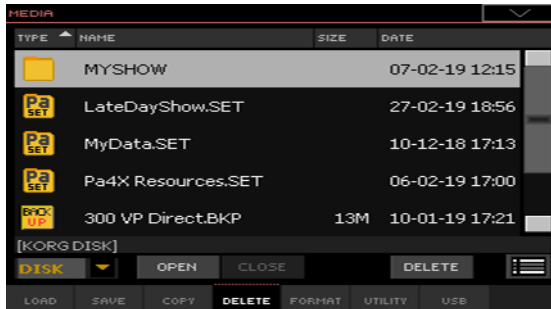 MEDIA
TYPE NAME SIZE DATE
MYSHOW 07-02-19 12:15
Pa SET LateDayShow.SET 27-02-19 18:56
Pa SET MyData.SET 10-12-18 17:13
Pa SET Pa4X Resources.SET 06-02-19 17:00
BACK UP 300 VP Direct.BKP 13M 10-01-19 17:21
[KORG DISK]
DISK OPEN CLOSE DELETE
LOAD SAVE COPY DELETE FORMAT UTILITY USB